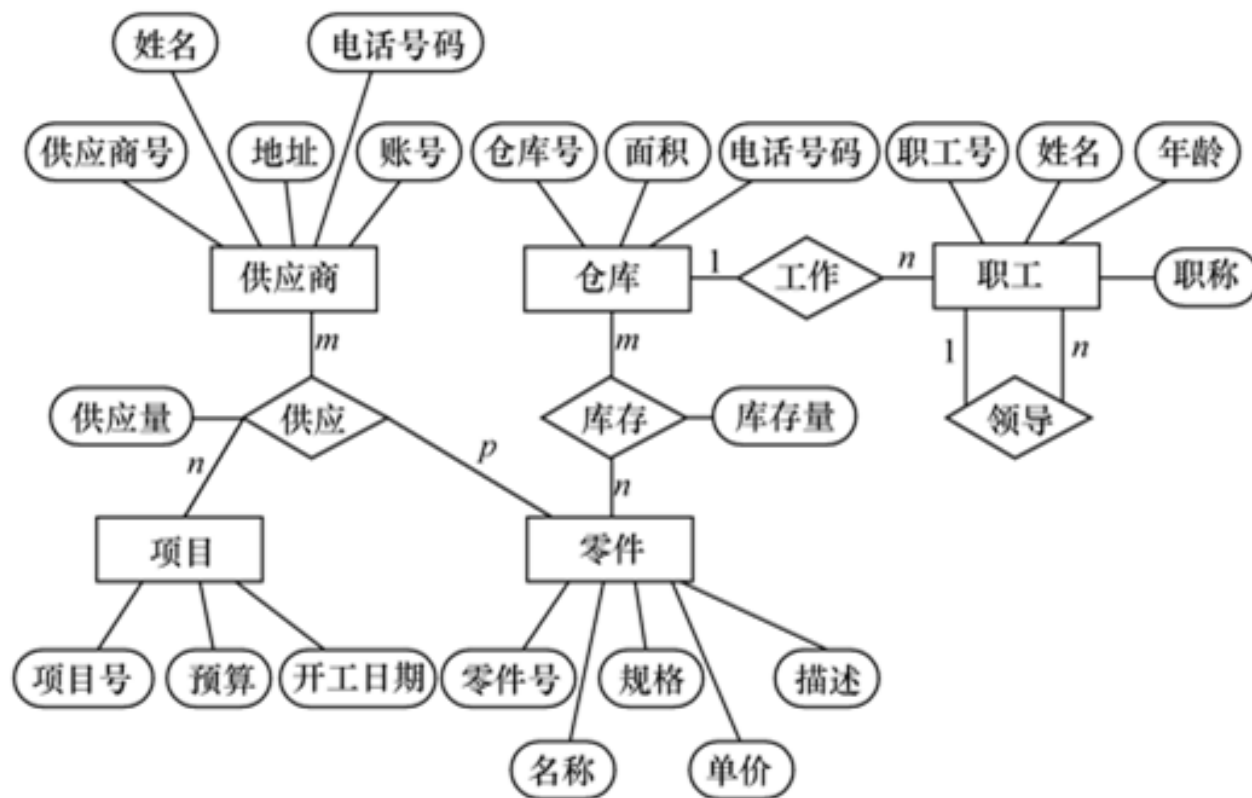 姓名 电话号码
供应商号 地址 账号 仓库号 面积 电话号码 职工号 姓名 年龄
供应商 仓库 1 工作 n 职工 职称
m m 1 n
供应量 供应 库存 库存量 领导
n p n
项目 零件
项目号 预算 开工日期 零件号 规格 描述
名称 单价